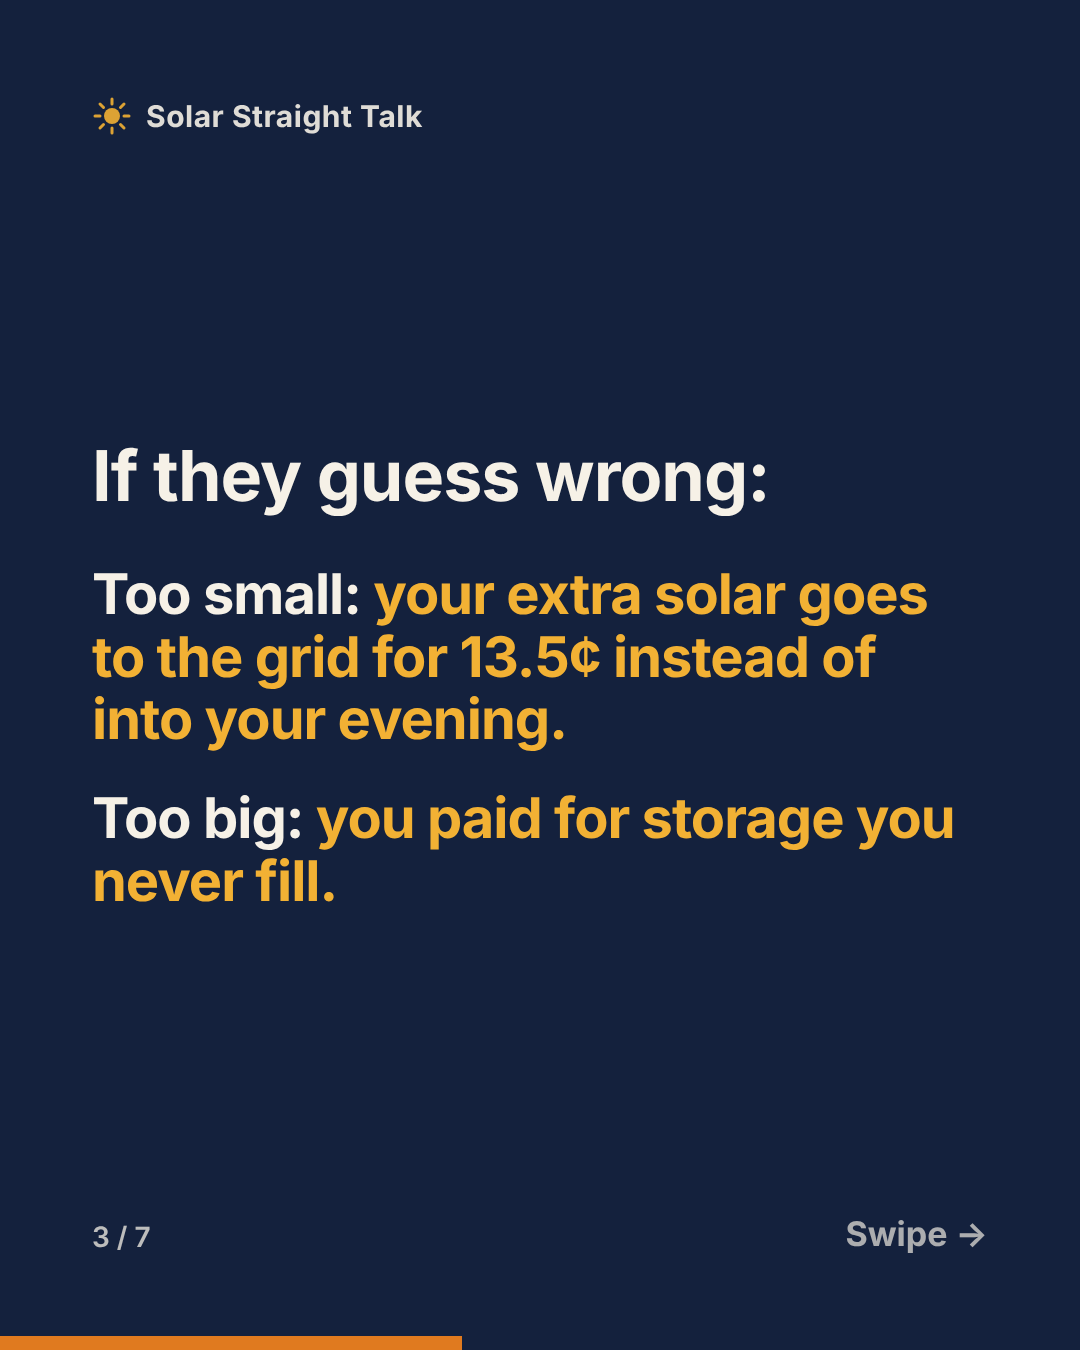 Solar Straight Talk
If they guess wrong:
Too small: your extra solar goes
to the grid for 13.5¢ instead of
into your evening.
Too big: you paid for storage you
never fill.
3 / 7
Swipe →